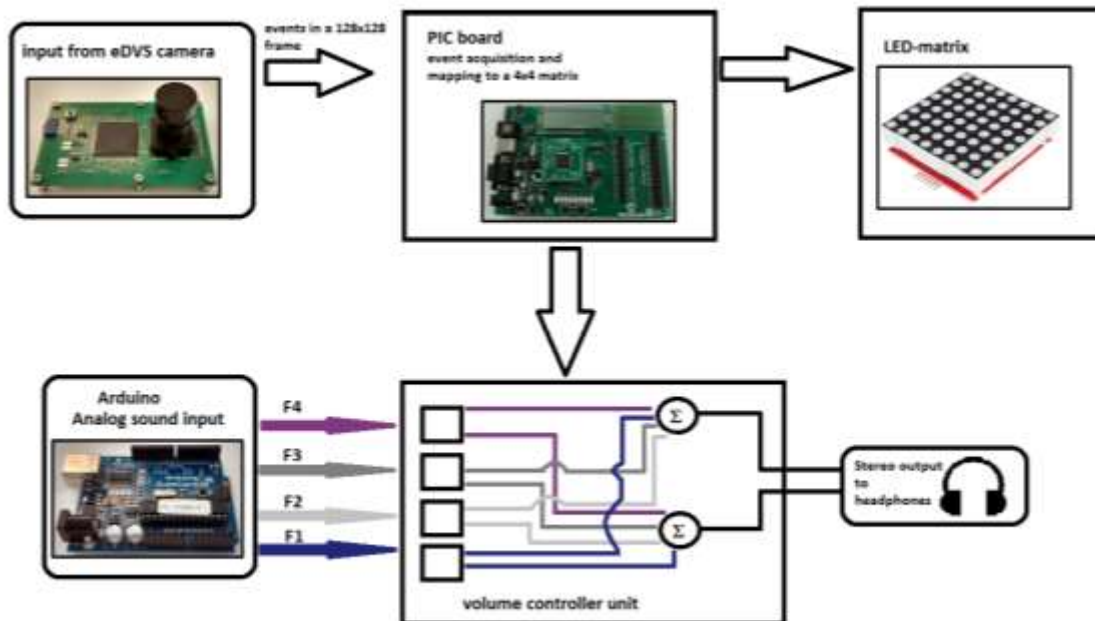 input from eDVS camera
events in a 128x128
frame
PIC board
event acquisition and
mapping to a 4x4 matrix
LED-matrix
Arduino
Analog sound input
F4
F3
F2
F1
Σ
Σ
volume controller unit
Stereo output
to
headphones